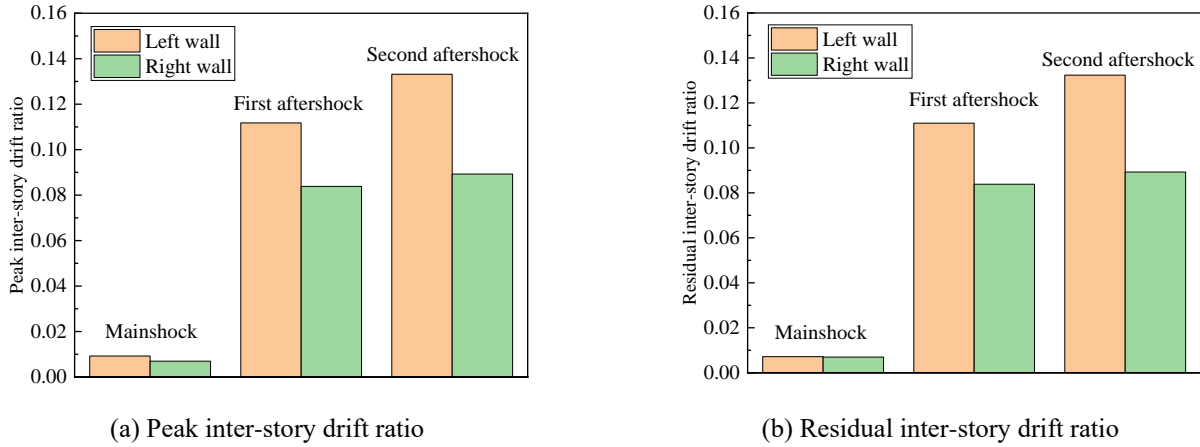 0.16
0.14
0.12
0.10
0.08
0.06
0.04
0.02
0.00
Peak inter-story drift ratio
Left wall
Right wall
Mainshock
First aftershock
Second aftershock
(a) Peak inter-story drift ratio
0.16
0.14
0.12
0.10
0.08
0.06
0.04
0.02
0.00
Residual inter-story drift ratio
Left wall
Right wall
Mainshock
First aftershock
Second aftershock
(b) Residual inter-story drift ratio